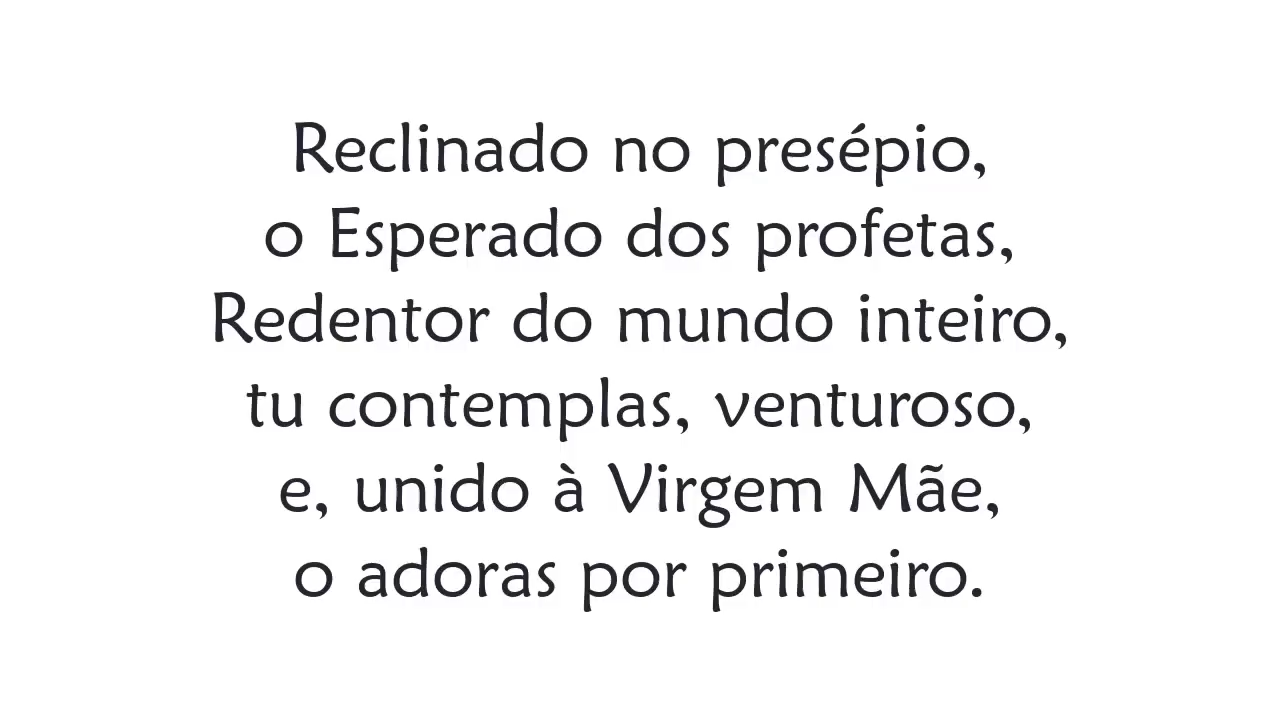 Reclinado no presépio,
o Esperado dos profetas,
Redentor do mundo inteiro,
tu contemplas, venturoso,
e, unido à Virgem Mãe,
o adoras por primeiro.